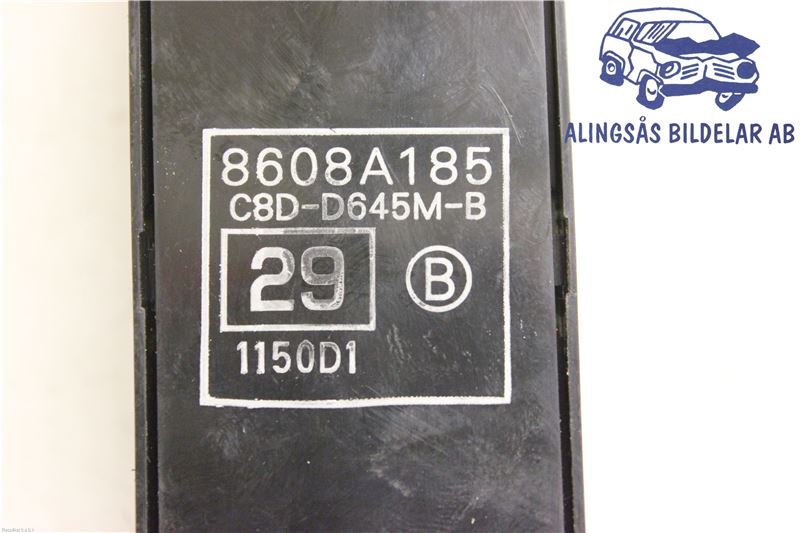 ALINGSÅS BILDELAR AB
8608A185
C8D-D645M-B
29 B
1150D1